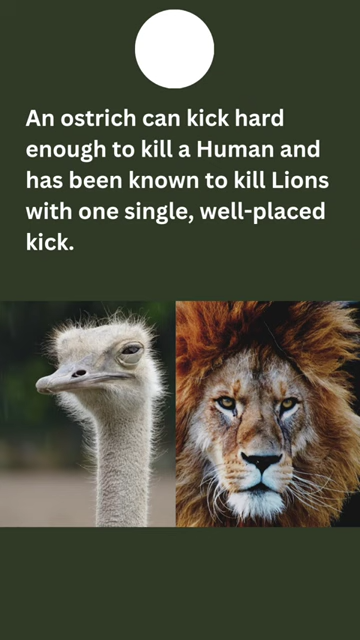 An ostrich can kick hard
enough to kill a Human and
has been known to kill Lions
with one single, well-placed
kick.